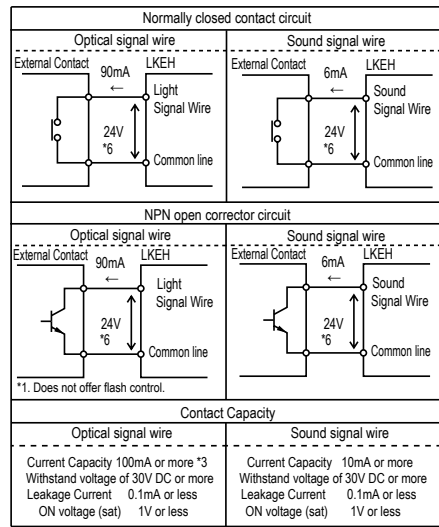 Normally closed contact circuit
Optical signal wire
Sound signal wire
External Contact
90mA
←
LKEH
Light
Signal Wire
24V
*6
Common line
External Contact
6mA
←
LKEH
Sound
Signal Wire
24V
*6
Common line
NPN open corrector circuit
Optical signal wire
Sound signal wire
External Contact
90mA
←
LKEH
Light
Signal Wire
24V
*6
Common line
*1. Does not offer flash control.
External Contact
6mA
←
LKEH
Sound
Signal Wire
24V
*6
Common line
Contact Capacity
Optical signal wire
Sound signal wire
Current Capacity 100mA or more *3
Withstand voltage of 30V DC or more
Leakage Current 0.1mA or less
ON voltage (sat) 1V or less
Current Capacity 10mA or more
Withstand voltage of 30V DC or more
Leakage Current 0.1mA or less
ON voltage (sat) 1V or less